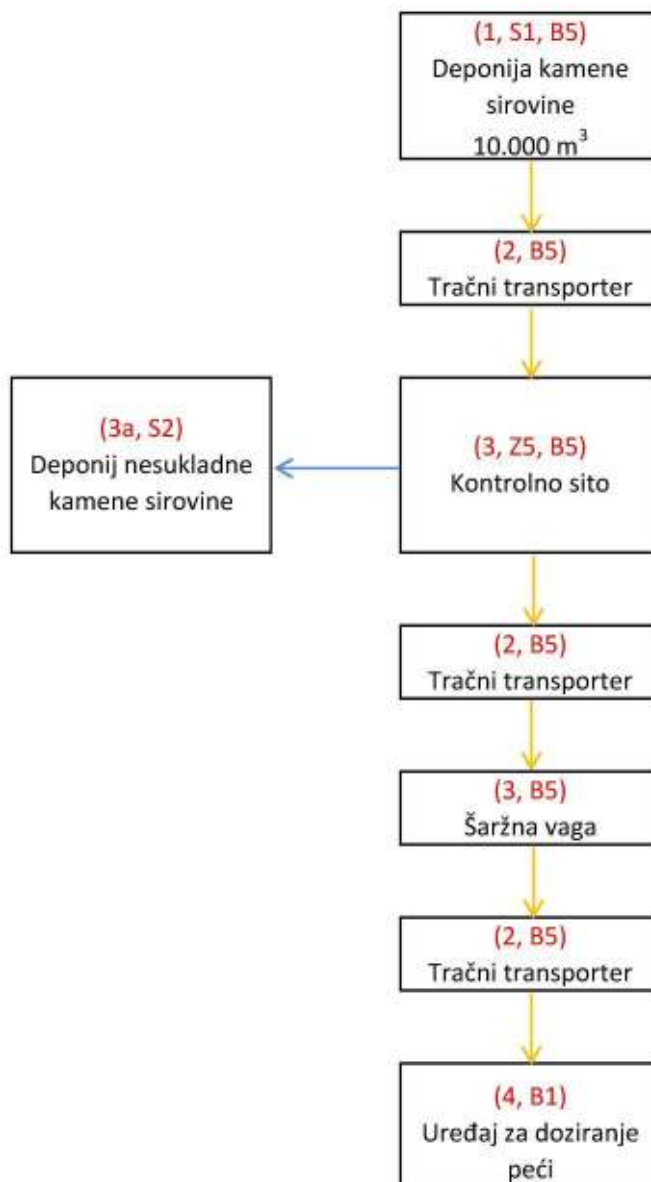 (1, S1, B5)
Deponija kamene
sirovine
10.000 m³
(2, B5)
Tračni transporter
(3a, S2)
Deponij nesukladne
kamene sirovine
(3, Z5, B5)
Kontrolno sito
(2, B5)
Tračni transporter
(3, B5)
Šaržna vaga
(2, B5)
Tračni transporter
(4, B1)
Uređaj za doziranje
peći